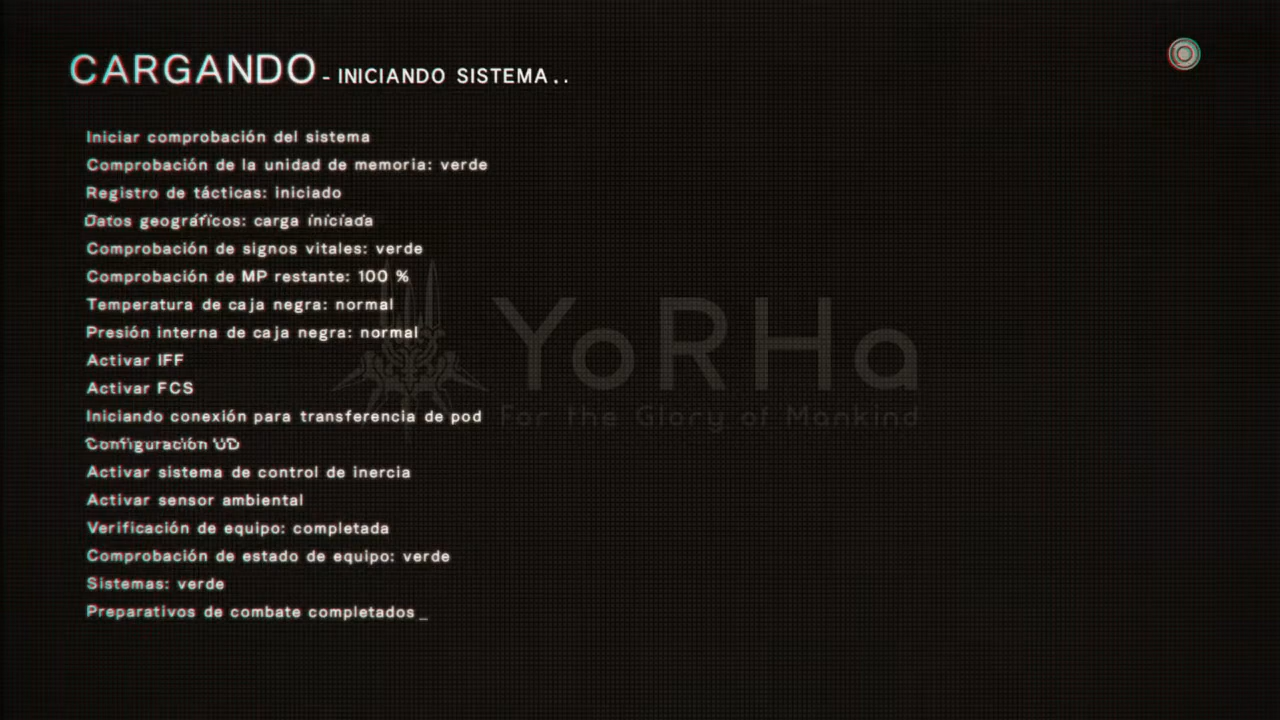 CARGANDO - INICIANDO SISTEMA..
Iniciar comprobación del sistema
Comprobación de la unidad de memoria: verde
Registro de tácticas: iniciado
Datos geográficos: carga iniciada
Comprobación de signos vitales: verde
Comprobación de MP restante: 100 %
Temperatura de caja negra: normal
Presión interna de caja negra: normal
Activar IFF
Activar FCS
Iniciando conexión para transferencia de pod
Configuración UD
Activar sistema de control de inercia
Activar sensor ambiental
Verificación de equipo: completada
Comprobación de estado de equipo: verde
Sistemas: verde
Preparativos de combate completados _
YoRHa
For the Glory of Mankind